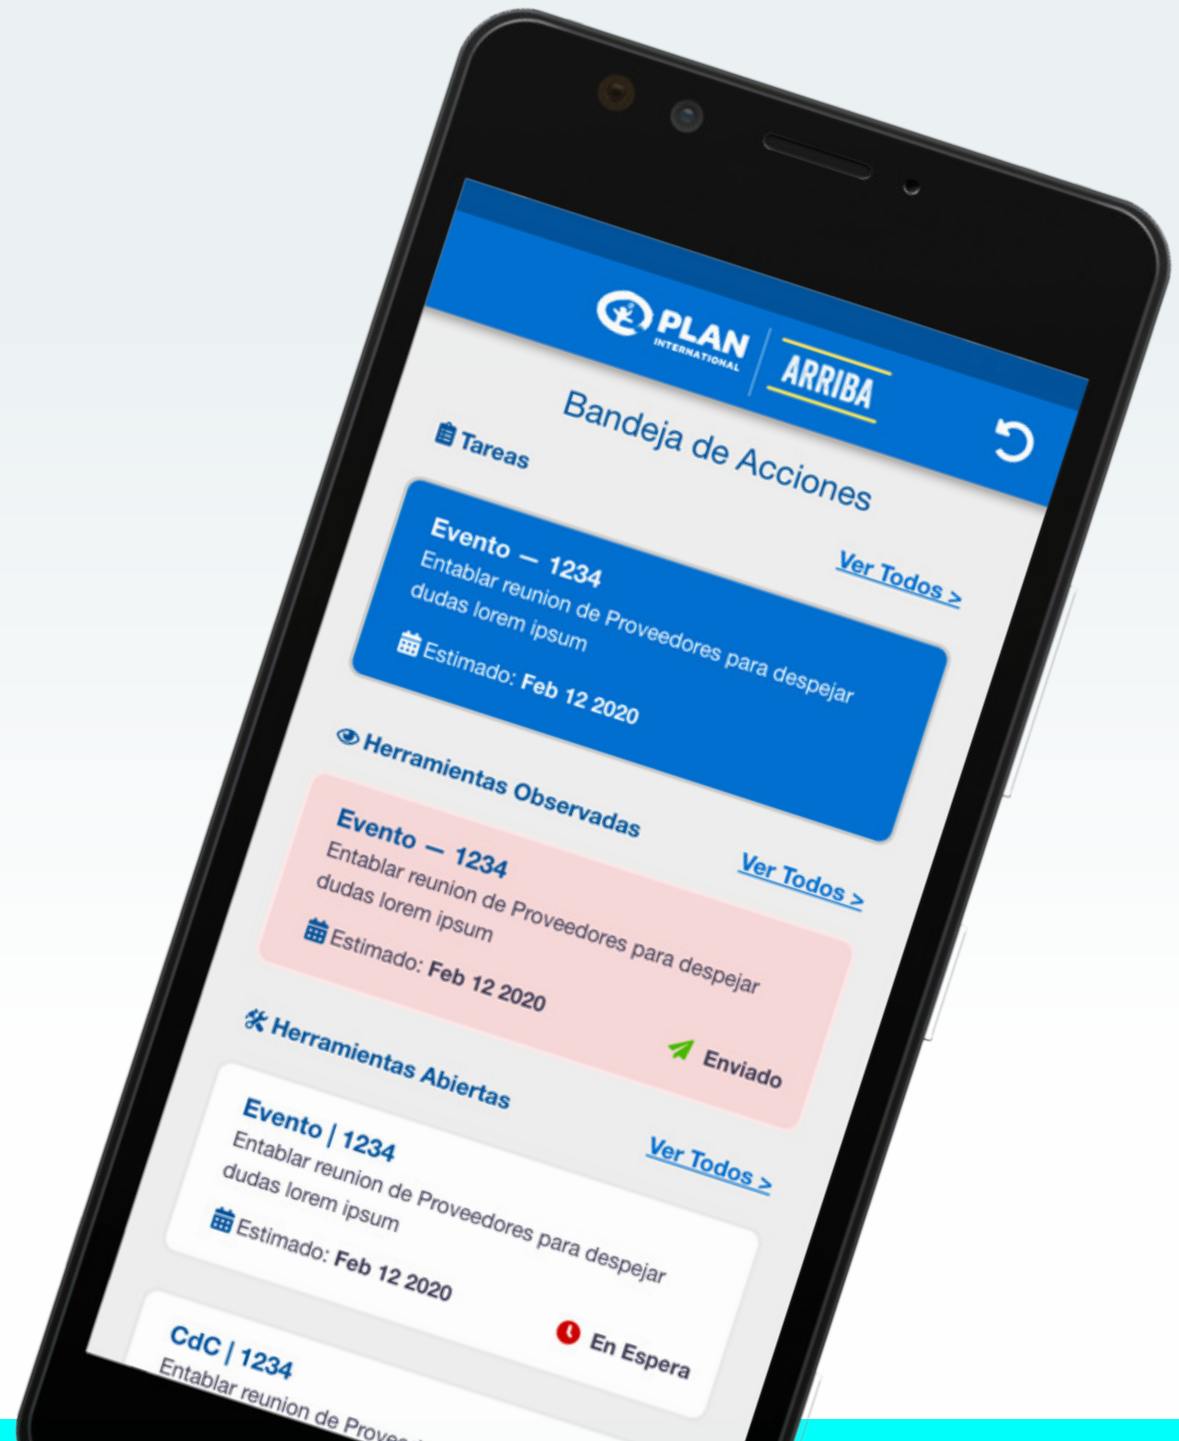 PLAN
INTERNATIONAL
ARRIBA
Bandeja de Acciones
Tareas
Ver Todos >
Evento — 1234
Entablar reunion de Proveedores para despejar
dudas lorem ipsum
Estimado: Feb 12 2020
Herramientas Observadas
Ver Todos >
Evento — 1234
Entablar reunion de Proveedores para despejar
dudas lorem ipsum
Estimado: Feb 12 2020
Enviado
Herramientas Abiertas
Ver Todos >
Evento | 1234
Entablar reunion de Proveedores para despejar
dudas lorem ipsum
Estimado: Feb 12 2020
En Espera
CdC | 1234
Entablar reunion de